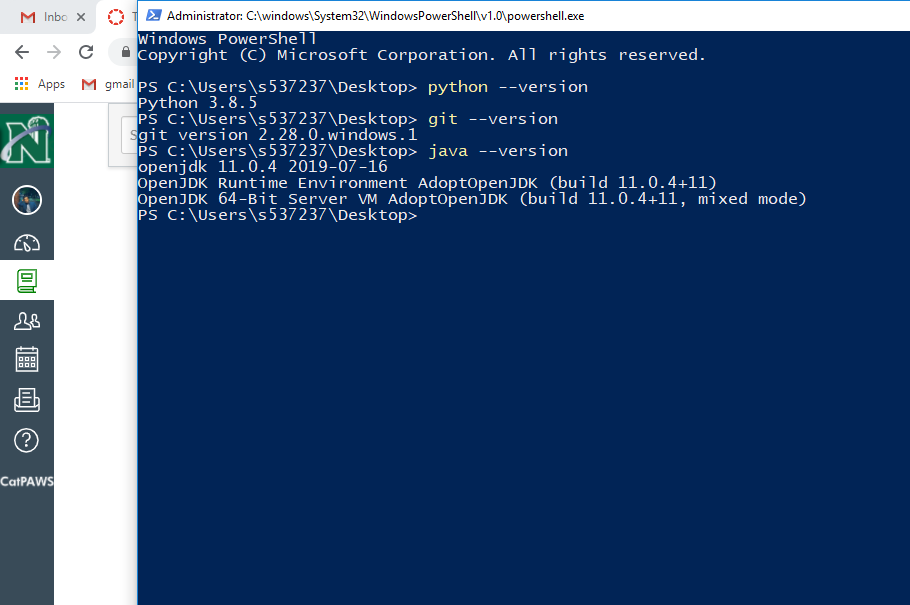 Inbo
Administrator: C:\windows\System32\WindowsPowerShell\v1.0\powershell.exe
Apps
gmail
N
CatPAWS
Windows PowerShell
Copyright (C) Microsoft Corporation. All rights reserved.
PS C:\Users\s537237\Desktop> python --version
Python 3.8.5
PS C:\Users\s537237\Desktop> git --version
git version 2.28.0.windows.1
PS C:\Users\s537237\Desktop> java --version
openjdk 11.0.4 2019-07-16
OpenJDK Runtime Environment AdoptOpenJDK (build 11.0.4+11)
OpenJDK 64-Bit Server VM AdoptOpenJDK (build 11.0.4+11, mixed mode)
PS C:\Users\s537237\Desktop>